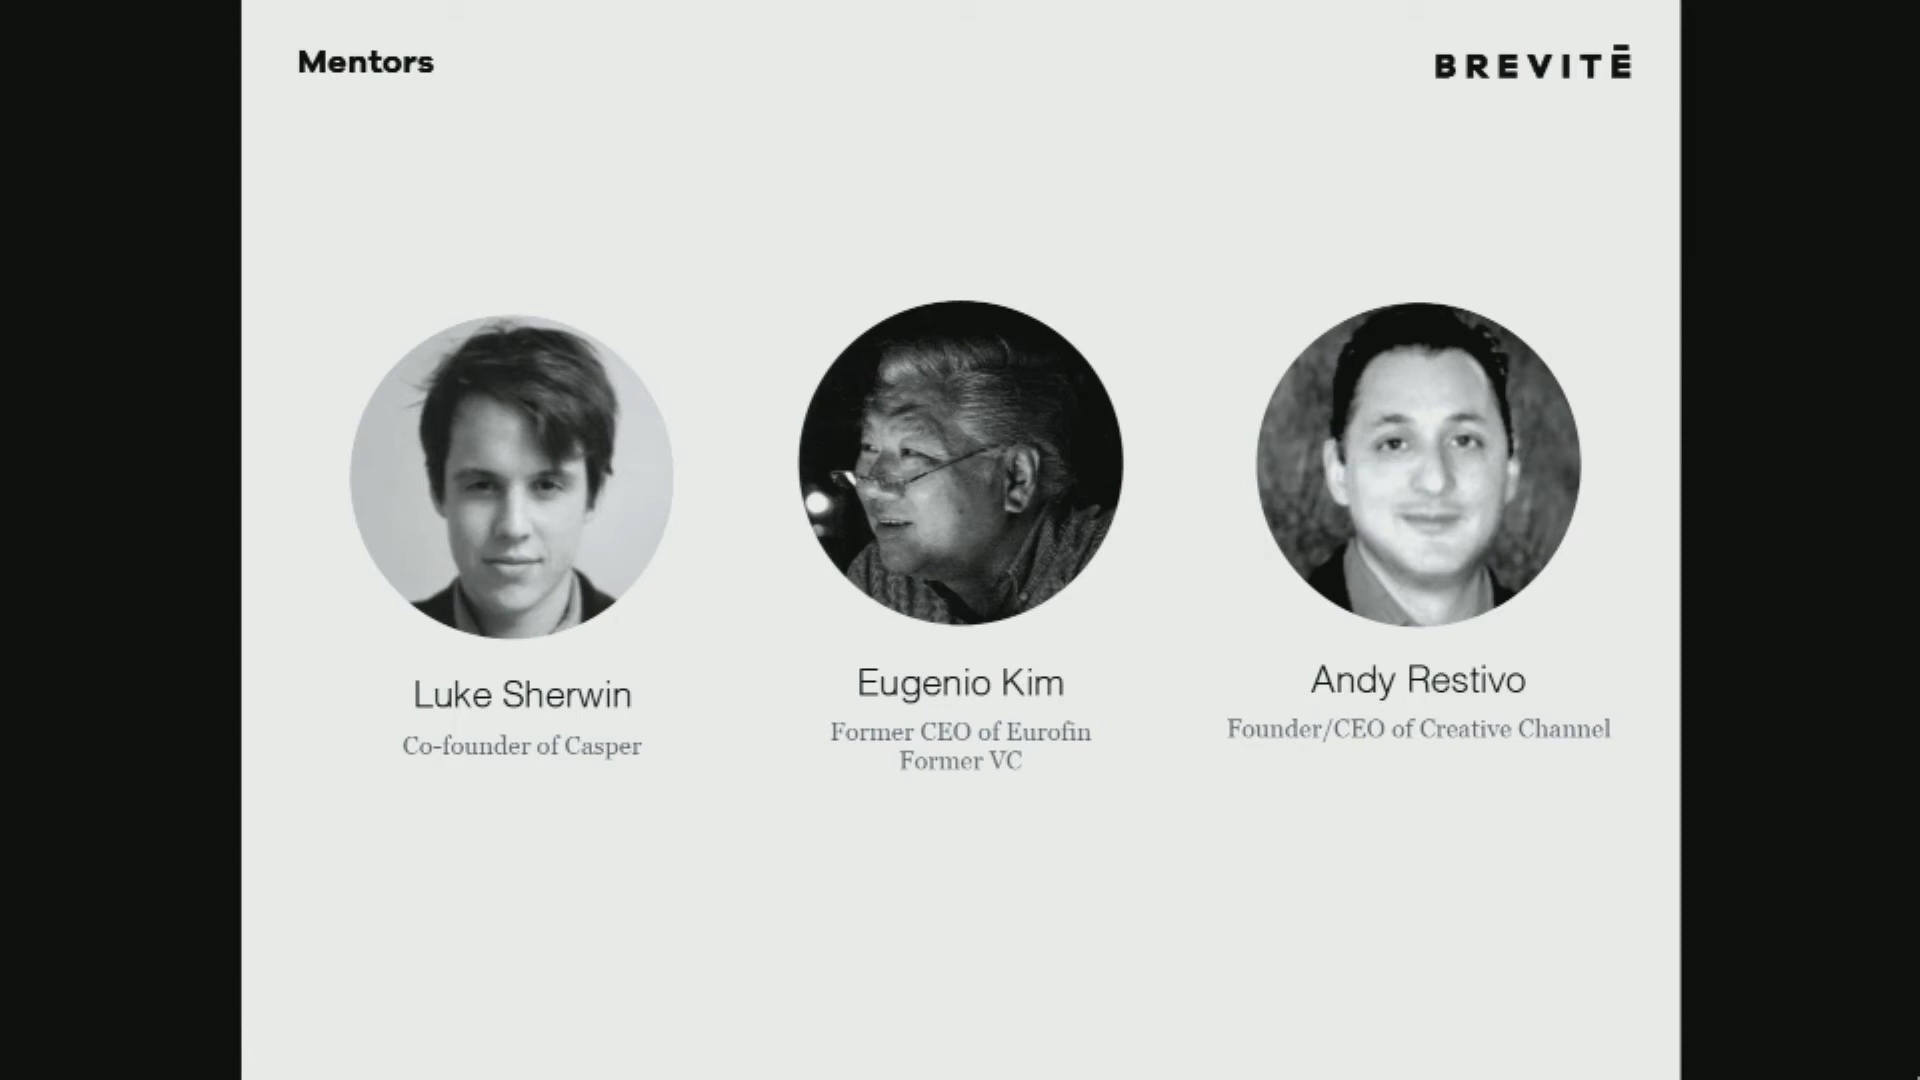 Mentors
BREVITĒ
Luke Sherwin
Co-founder of Casper
Eugenio Kim
Former CEO of Eurofin
Former VC
Andy Restivo
Founder/CEO of Creative Channel